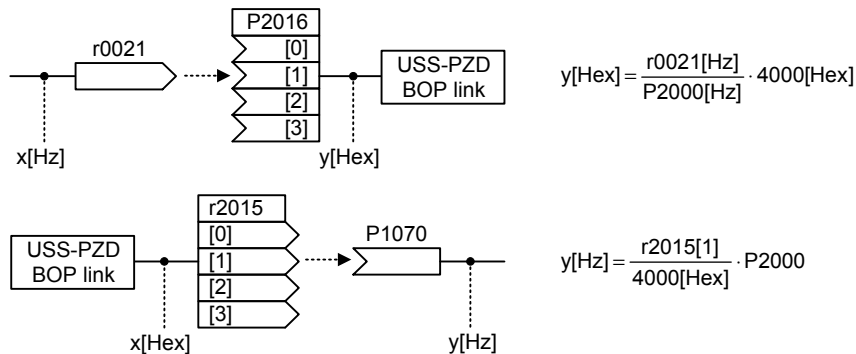 P2016
r0021
[0]
[1]
[2]
[3]
USS-PZD
BOP link
x[Hz]
y[Hex]
y[Hex] = r0021[Hz] / P2000[Hz] · 4000[Hex]
r2015
[0]
[1]
[2]
[3]
USS-PZD
BOP link
P1070
x[Hex]
y[Hz]
y[Hz] = r2015[1] / 4000[Hex] · P2000